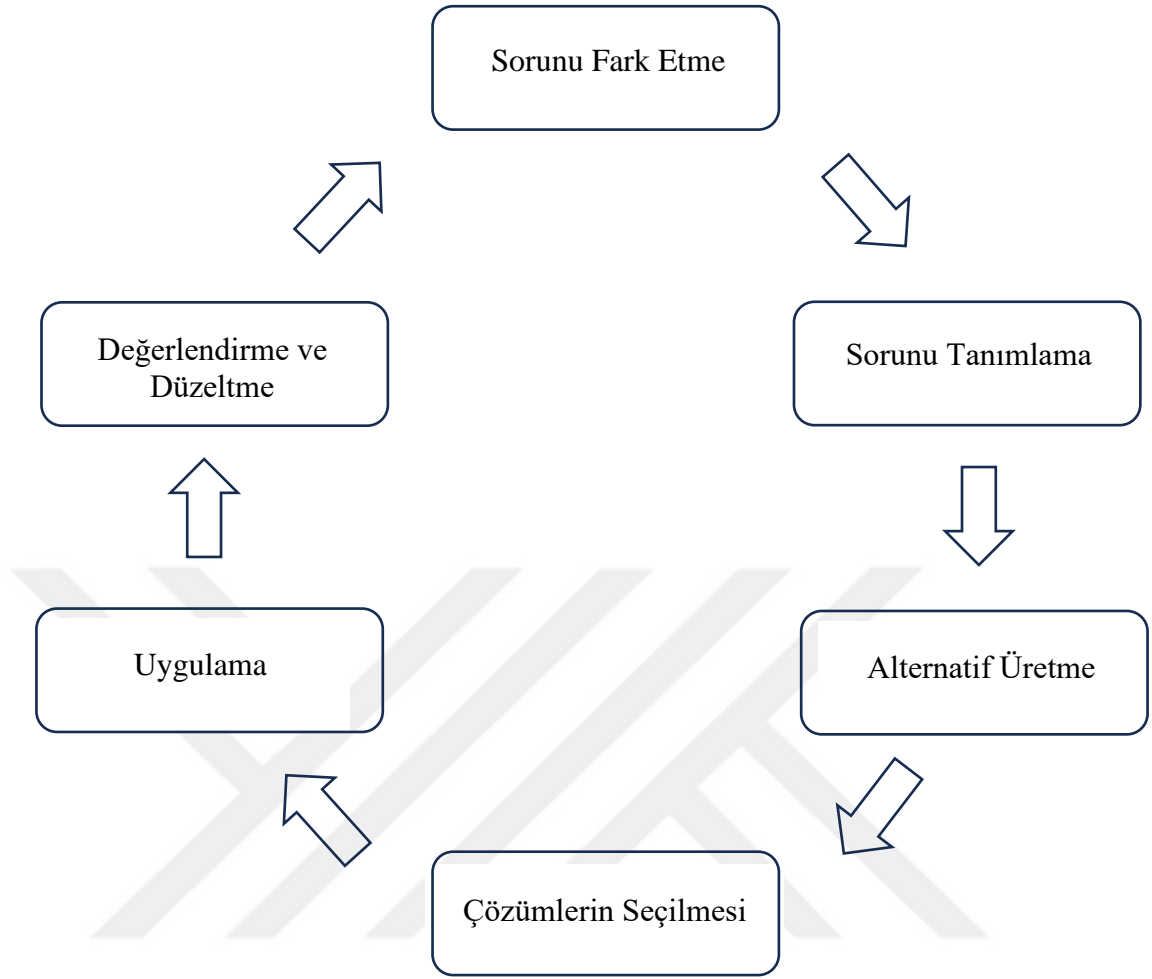 Sorunu Fark Etme
Sorunu Tanımlama
Alternatif Üretme
Çözümlerin Seçilmesi
Uygulama
Değerlendirme ve
Düzeltme